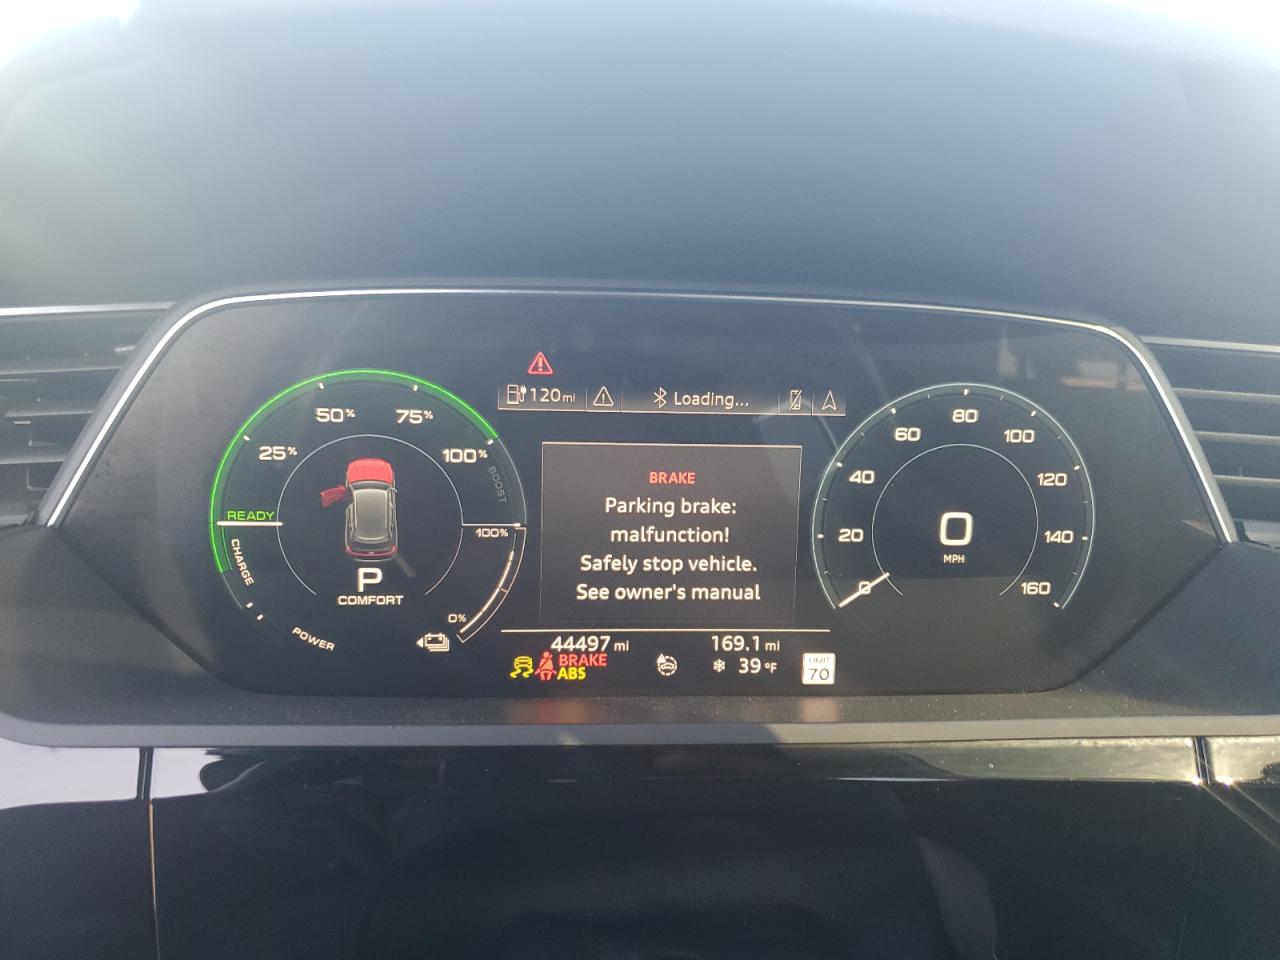 120mi
Loading...
50%
75%
25%
100%
BOOST
READY
CHARGE
100%
P
COMFORT
0%
POWER
BRAKE
Parking brake:
malfunction!
Safely stop vehicle.
See owner's manual
44497 mi
169.1 mi
BRAKE
ABS
39 °F
LIMIT
70
0
20
40
60
80
100
120
140
160
0
MPH